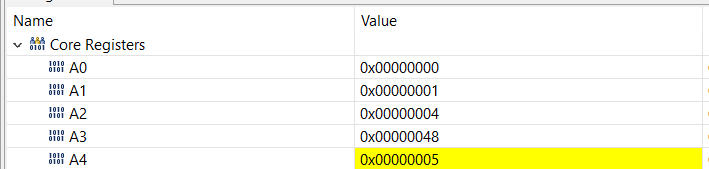 Name Value
Core Registers
A0 0x00000000
A1 0x00000001
A2 0x00000004
A3 0x00000048
A4 0x00000005